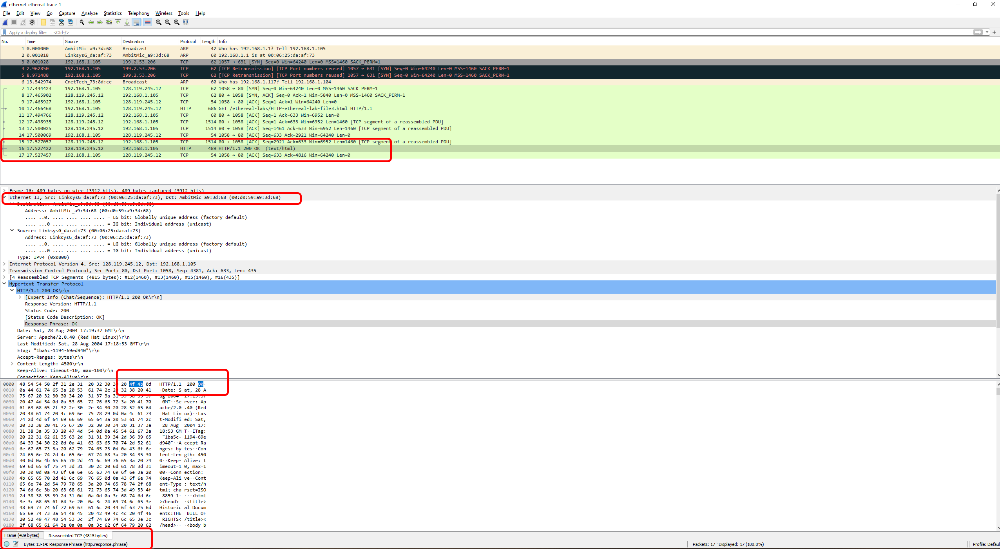 ethernet-ethereal-trace-1
File Edit View Go Capture Analyze Statistics Telephony Wireless Tools Help
Apply a display filter ... <Ctrl-/>
No. Time Source Destination Protocol Length Info
1 0.000000 AmbitMic_a9:3d:68 Broadcast ARP 42 Who has 192.168.1.1? Tell 192.168.1.105
2 0.001018 LinksysG_da:af:73 AmbitMic_a9:3d:68 ARP 60 192.168.1.1 is at 00:06:25:da:af:73
3 0.001028 192.168.1.105 199.2.53.206 TCP 62 1057 → 631 [SYN] Seq=0 Win=64240 Len=0 MSS=1460 SACK_PERM=1
4 2.962850 192.168.1.105 199.2.53.206 TCP 62 [TCP Retransmission] [TCP Port numbers reused] 1057 → 631 [SYN] Seq=0 Win=64240 Len=0 MSS=1460 SACK_PERM=1
5 8.971488 192.168.1.105 199.2.53.206 TCP 62 [TCP Retransmission] [TCP Port numbers reused] 1057 → 631 [SYN] Seq=0 Win=64240 Len=0 MSS=1460 SACK_PERM=1
6 13.542974 CnetTech_73:8d:ce Broadcast ARP 60 Who has 192.168.1.117? Tell 192.168.1.104
7 17.444423 192.168.1.105 128.119.245.12 TCP 62 1058 → 80 [SYN] Seq=0 Win=64240 Len=0 MSS=1460 SACK_PERM=1
8 17.465902 128.119.245.12 192.168.1.105 TCP 62 80 → 1058 [SYN, ACK] Seq=0 Ack=1 Win=5840 Len=0 MSS=1460 SACK_PERM=1
9 17.465927 192.168.1.105 128.119.245.12 TCP 54 1058 → 80 [ACK] Seq=1 Ack=1 Win=64240 Len=0
10 17.466468 192.168.1.105 128.119.245.12 HTTP 686 GET /ethereal-labs/HTTP-ethereal-lab-file3.html HTTP/1.1
11 17.494766 128.119.245.12 192.168.1.105 TCP 60 80 → 1058 [ACK] Seq=1 Ack=633 Win=6952 Len=0
12 17.498935 128.119.245.12 192.168.1.105 TCP 1514 80 → 1058 [ACK] Seq=1 Ack=633 Win=6952 Len=1460 [TCP segment of a reassembled PDU]
13 17.500025 128.119.245.12 192.168.1.105 TCP 1514 80 → 1058 [ACK] Seq=1461 Ack=633 Win=6952 Len=1460 [TCP segment of a reassembled PDU]
14 17.500069 192.168.1.105 128.119.245.12 TCP 54 1058 → 80 [ACK] Seq=633 Ack=2921 Win=64240 Len=0
15 17.527057 128.119.245.12 192.168.1.105 TCP 1514 80 → 1058 [ACK] Seq=2921 Ack=633 Win=6952 Len=1460 [TCP segment of a reassembled PDU]
16 17.527422 128.119.245.12 192.168.1.105 HTTP 489 HTTP/1.1 200 OK (text/html)
17 17.527457 192.168.1.105 128.119.245.12 TCP 54 1058 → 80 [ACK] Seq=633 Ack=4816 Win=64240 Len=0
Frame 16: 489 bytes on wire (3912 bits), 489 bytes captured (3912 bits)
Ethernet II, Src: LinksysG_da:af:73 (00:06:25:da:af:73), Dst: AmbitMic_a9:3d:68 (00:d0:59:a9:3d:68)
Destination: AmbitMic_a9:3d:68 (00:d0:59:a9:3d:68)
Address: AmbitMic_a9:3d:68 (00:d0:59:a9:3d:68)
.... ..0. .... .... .... .... = LG bit: Globally unique address (factory default)
.... ...0 .... .... .... .... = IG bit: Individual address (unicast)
Source: LinksysG_da:af:73 (00:06:25:da:af:73)
Address: LinksysG_da:af:73 (00:06:25:da:af:73)
.... ..0. .... .... .... .... = LG bit: Globally unique address (factory default)
.... ...0 .... .... .... .... = IG bit: Individual address (unicast)
Type: IPv4 (0x0800)
Internet Protocol Version 4, Src: 128.119.245.12, Dst: 192.168.1.105
Transmission Control Protocol, Src Port: 80, Dst Port: 1058, Seq: 4381, Ack: 633, Len: 435
[4 Reassembled TCP Segments (4815 bytes): #12(1460), #13(1460), #15(1460), #16(435)]
Hypertext Transfer Protocol
HTTP/1.1 200 OK\r\n
[Expert Info (Chat/Sequence): HTTP/1.1 200 OK\r\n]
Response Version: HTTP/1.1
Status Code: 200
[Status Code Description: OK]
Response Phrase: OK
Date: Sat, 28 Aug 2004 17:19:37 GMT\r\n
Server: Apache/2.0.40 (Red Hat Linux)\r\n
Last-Modified: Sat, 28 Aug 2004 17:18:53 GMT\r\n
ETag: "1ba5c-1194-69ed940"\r\n
Accept-Ranges: bytes\r\n
Content-Length: 4500\r\n
Keep-Alive: timeout=10, max=100\r\n
Connection: Keep-Alive\r\n
0000 48 54 54 50 2f 31 2e 31 20 32 30 30 20 4f 4b 0d HTTP/1.1 200 OK·
0010 0a 44 61 74 65 3a 20 53 61 74 2c 20 32 38 20 41 ·Date: S at, 28 A
0020 75 67 20 32 30 30 34 20 31 37 3a 31 39 3a 33 37 ug 2004 17:19:37
0030 20 47 4d 54 0d 0a 53 65 72 76 65 72 3a 20 41 70 GMT··Se rver: Ap
0040 61 63 68 65 2f 32 2e 30 2e 34 30 20 28 52 65 64 ache/2.0 .40 (Red
0050 20 48 61 74 20 4c 69 6e 75 78 29 0d 0a 4c 61 73 Hat Lin ux)··Las
0060 74 2d 4d 6f 64 69 66 69 65 64 3a 20 53 61 74 2c t-Modifi ed: Sat,
0070 20 32 38 20 41 75 67 20 32 30 30 34 20 31 37 3a 28 Aug 2004 17:
0080 31 38 3a 35 33 20 47 4d 54 0d 0a 45 54 61 67 3a 18:53 GM T··ETag:
0090 20 22 31 62 61 35 63 2d 31 31 39 34 2d 36 39 65 "1ba5c- 1194-69e
00a0 64 39 34 30 22 0d 0a 41 63 63 65 70 74 2d 52 61 d940"··A ccept-Ra
00b0 6e 67 65 73 3a 20 62 79 74 65 73 0d 0a 43 6f 6e nges: by tes··Con
00c0 74 65 6e 74 2d 4c 65 6e 67 74 68 3a 20 34 35 30 tent-Len gth: 450
00d0 30 0d 0a 4b 65 65 70 2d 41 6c 69 76 65 3a 20 74 0··Keep- Alive: t
00e0 69 6d 65 6f 75 74 3d 31 30 2c 20 6d 61 78 3d 31 imeout=1 0, max=1
00f0 30 30 0d 0a 43 6f 6e 6e 65 63 74 69 6f 6e 3a 20 00··Conn ection:
0100 4b 65 65 70 2d 41 6c 69 76 65 0d 0a 43 6f 6e 74 Keep-Ali ve··Cont
0110 65 6e 74 2d 54 79 70 65 3a 20 74 65 78 74 2f 68 ent-Type : text/h
0120 74 6d 6c 3b 20 63 68 61 72 73 65 74 3d 49 53 4f tml; cha rset=ISO
0130 2d 38 38 35 39 2d 31 0d 0a 0d 0a 3c 68 74 6d 6c -8859-1· ···<html
0140 3e 3c 68 65 61 64 3e 20 0a 3c 74 69 74 6c 65 3e ><head> ·<title>
0150 48 69 73 74 6f 72 69 63 61 6c 20 44 6f 63 75 6d Historic al Docum
0160 65 6e 74 73 3a 54 48 45 20 42 49 4c 4c 20 4f 46 ents:THE BILL OF
0170 20 52 49 47 48 54 53 3c 2f 74 69 74 6c 65 3e 3c RIGHTS< /title><
0180 2f 68 65 61 64 3e 0a 0a 0a 3c 62 6f 64 79 20 62 /head>·· ·<body b
Frame (489 bytes) Reassembled TCP (4815 bytes)
Bytes 13-14: Response Phrase (http.response.phrase) Packets: 17 · Displayed: 17 (100.0%) Profile: Defaul